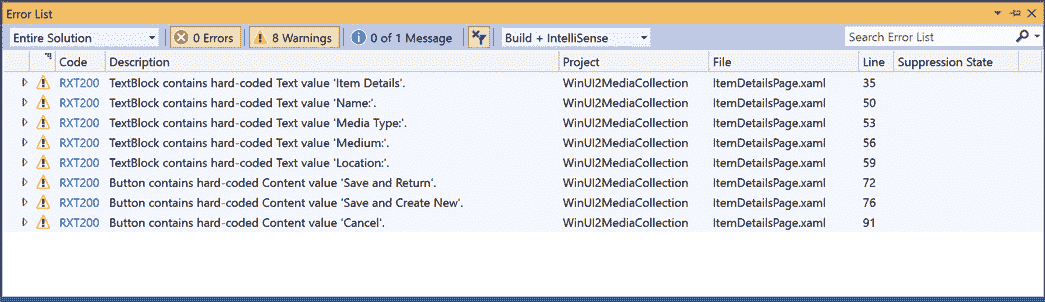 Error List
Entire Solution 0 Errors 8 Warnings 0 of 1 Message Build + IntelliSense Search Error List
Code Description Project File Line Suppression State
RXT200 TextBlock contains hard-coded Text value 'Item Details'. WinUI2MediaCollection ItemDetailsPage.xaml 35
RXT200 TextBlock contains hard-coded Text value 'Name:'. WinUI2MediaCollection ItemDetailsPage.xaml 50
RXT200 TextBlock contains hard-coded Text value 'Media Type:'. WinUI2MediaCollection ItemDetailsPage.xaml 53
RXT200 TextBlock contains hard-coded Text value 'Medium:'. WinUI2MediaCollection ItemDetailsPage.xaml 56
RXT200 TextBlock contains hard-coded Text value 'Location:'. WinUI2MediaCollection ItemDetailsPage.xaml 59
RXT200 Button contains hard-coded Content value 'Save and Return'. WinUI2MediaCollection ItemDetailsPage.xaml 72
RXT200 Button contains hard-coded Content value 'Save and Create New'. WinUI2MediaCollection ItemDetailsPage.xaml 76
RXT200 Button contains hard-coded Content value 'Cancel'. WinUI2MediaCollection ItemDetailsPage.xaml 91